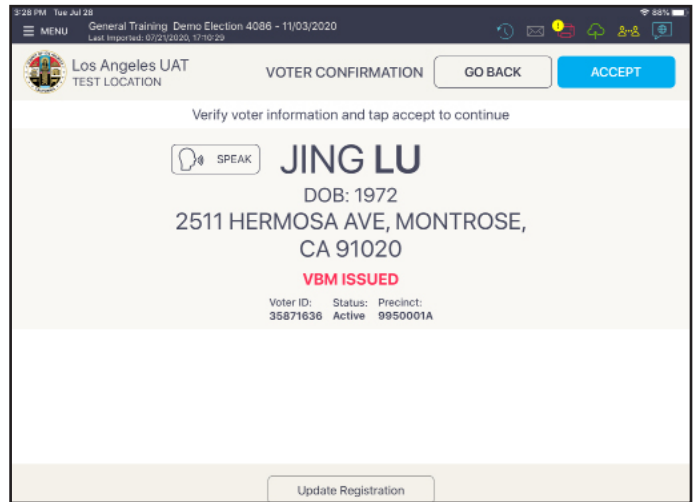 3:28 PM Tue Jul 28
88%
MENU
General Training Demo Election 4086 - 11/03/2020
Last Imported: 07/21/2020, 17:10:29
Los Angeles UAT
TEST LOCATION
VOTER CONFIRMATION
GO BACK
ACCEPT
Verify voter information and tap accept to continue
SPEAK
JING LU
DOB: 1972
2511 HERMOSA AVE, MONTROSE,
CA 91020
VBM ISSUED
Voter ID: Status: Precinct:
35871636 Active 9950001A
Update Registration